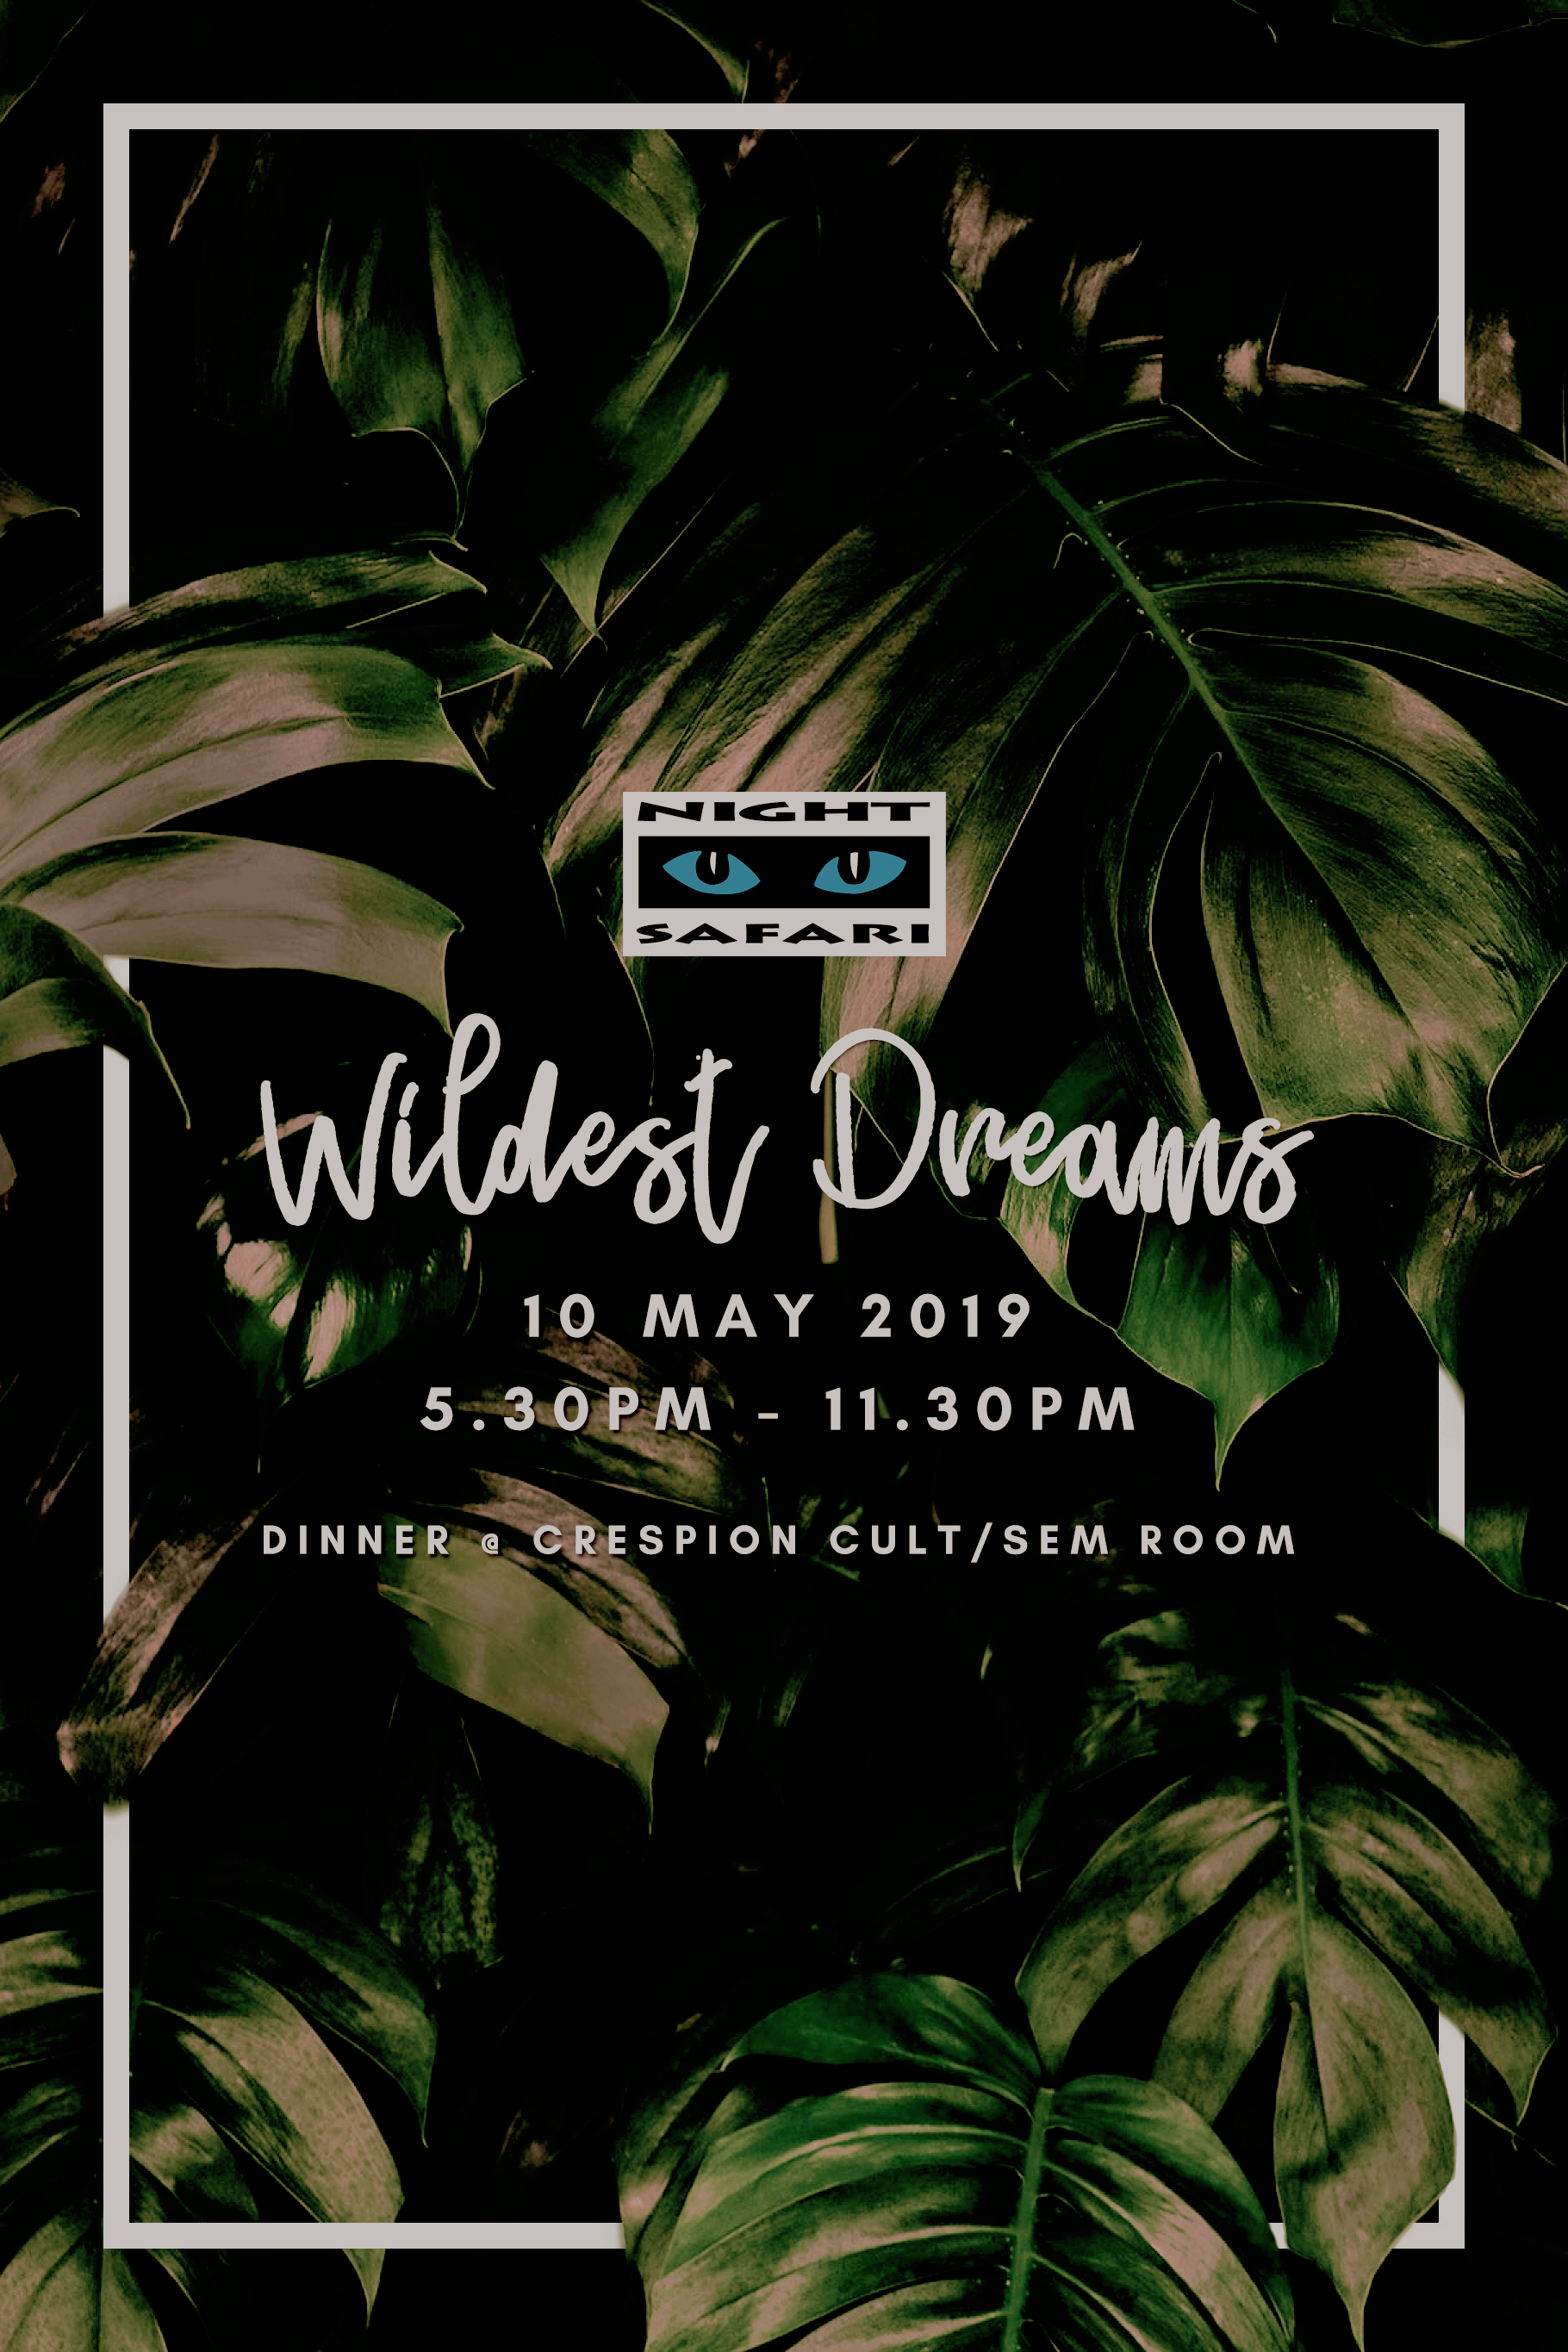 NIGHT
SAFARI
Wildest Dreams
10 MAY 2019
5.30PM - 11.30PM
DINNER @ CRESPION CULT/SEM ROOM